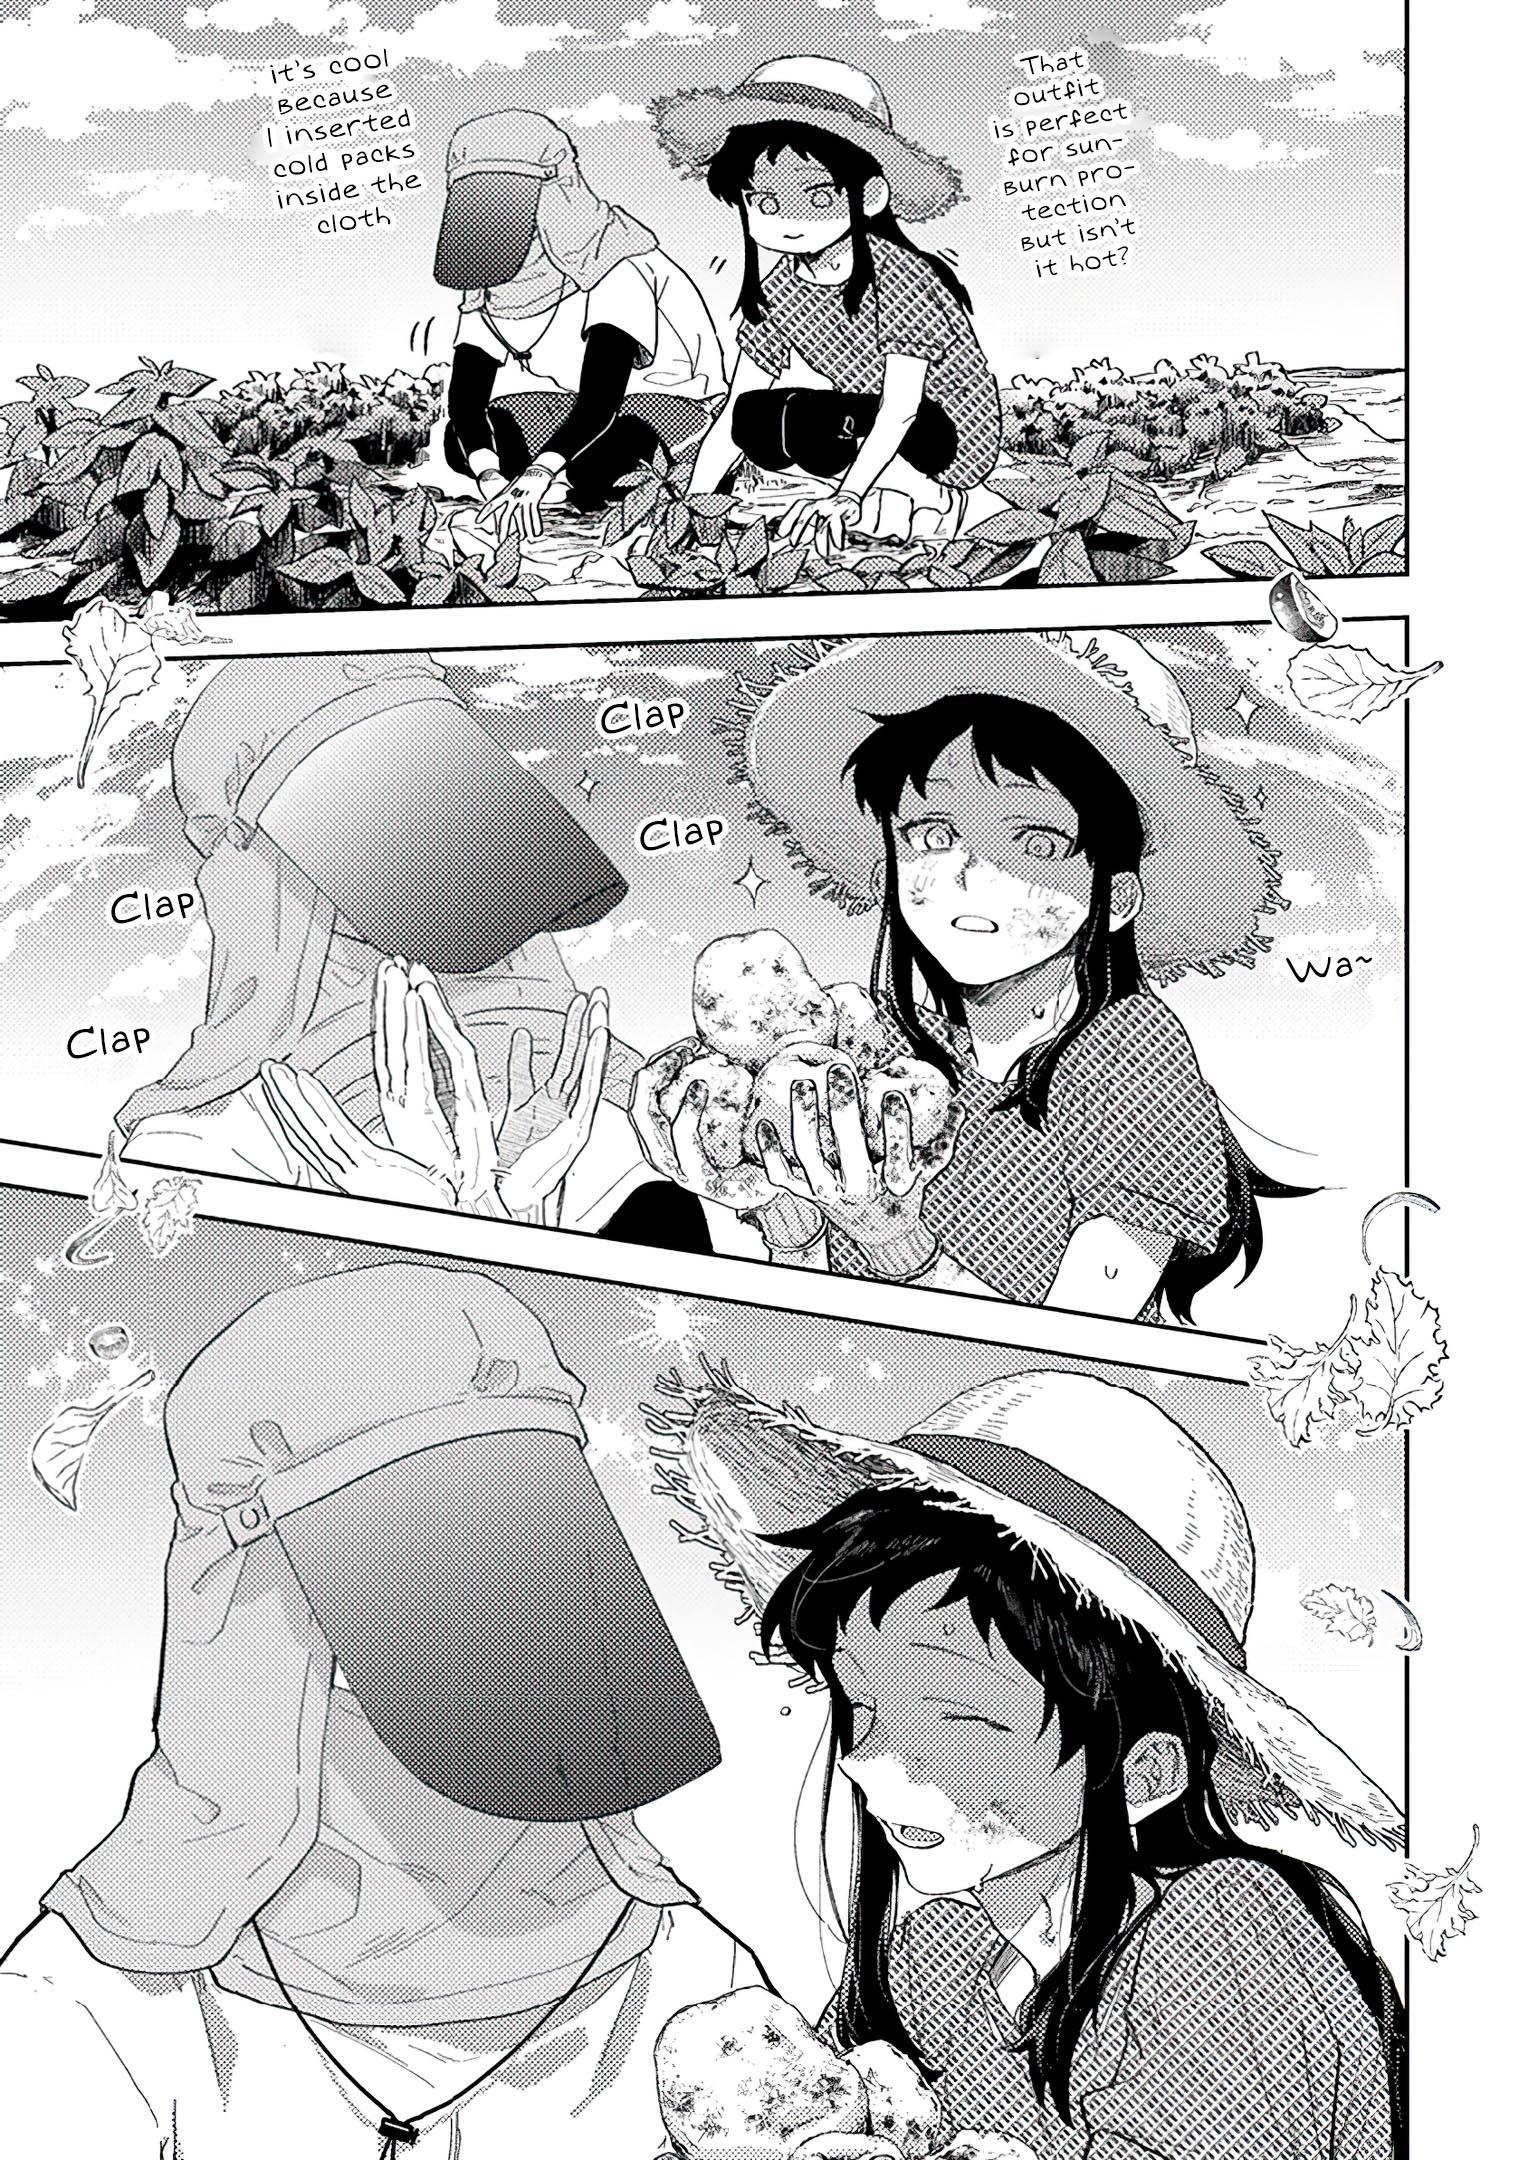 That
outfit
is perfect
for sun-
burn pro-
tection
but isn't
it hot?
it's cool
because
I inserted
cold packs
inside the
cloth
Clap
Clap
Wa~
Clap
Clap